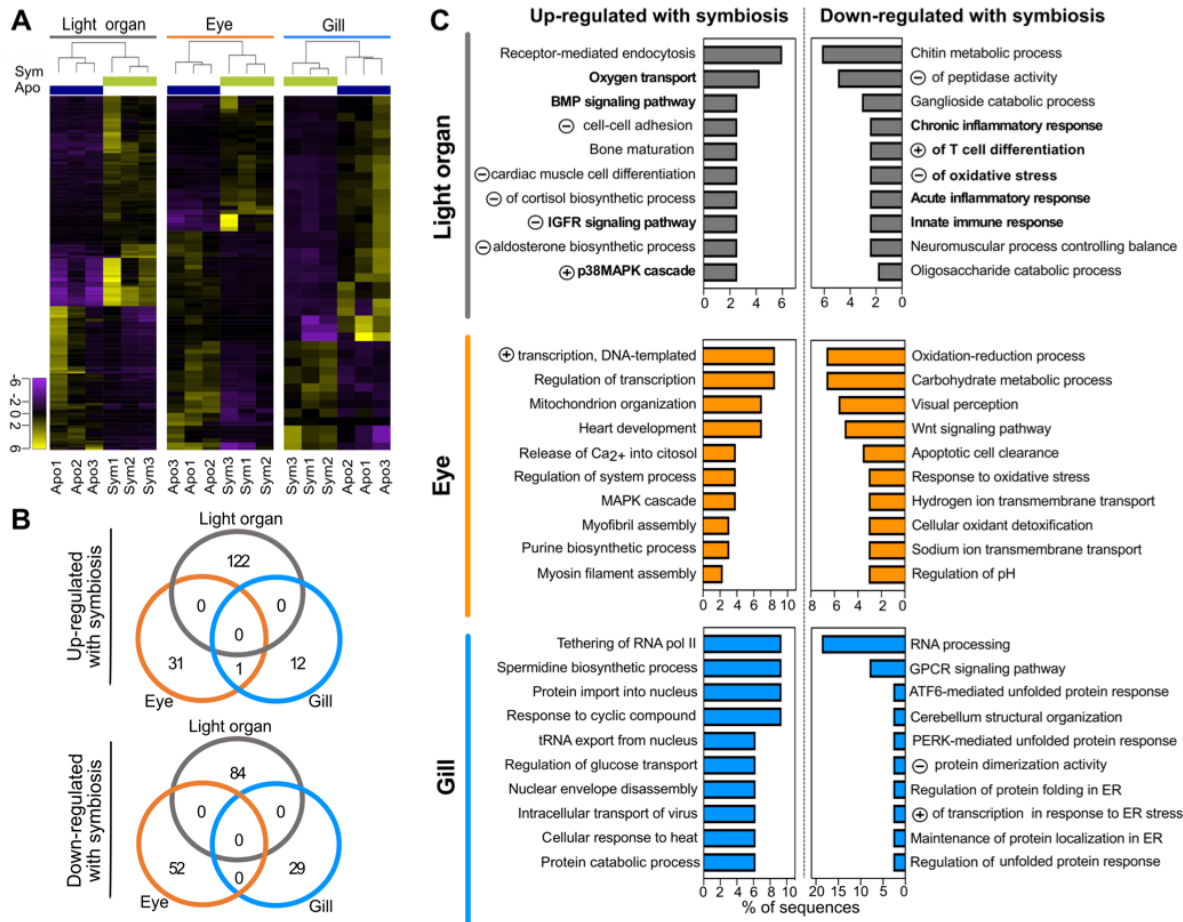 A
Light organ
Eye
Gill
Sym
Apo
-6
-2
0
2
6
Apo1
Apo2
Apo3
Sym1
Sym2
Sym3
Apo3
Apo1
Apo2
Sym3
Sym1
Sym2
Sym1
Sym3
Sym2
Apo2
Apo1
Apo3
B
Up-regulated
with symbiosis
Light organ
122
0
0
0
31
1
12
Eye
Gill
Down-regulated
with symbiosis
Light organ
84
0
0
0
52
0
29
Eye
Gill
C
Up-regulated with symbiosis
Down-regulated with symbiosis
Light organ
Receptor-mediated endocytosis
Oxygen transport
BMP signaling pathway
⊖ cell-cell adhesion
Bone maturation
⊖ cardiac muscle cell differentiation
⊖ of cortisol biosynthetic process
⊖ IGFR signaling pathway
⊖ aldosterone biosynthetic process
⊕ p38MAPK cascade
0 2 4 6
Chitin metabolic process
⊖ of peptidase activity
Ganglioside catabolic process
Chronic inflammatory response
⊕ of T cell differentiation
⊖ of oxidative stress
Acute inflammatory response
Innate immune response
Neuromuscular process controlling balance
Oligosaccharide catabolic process
6 4 2 0
Eye
⊕ transcription, DNA-templated
Regulation of transcription
Mitochondrion organization
Heart development
Release of Ca2+ into citosol
Regulation of system process
MAPK cascade
Myofibril assembly
Purine biosynthetic process
Myosin filament assembly
0 2 4 6 8 10
Oxidation-reduction process
Carbohydrate metabolic process
Visual perception
Wnt signaling pathway
Apoptotic cell clearance
Response to oxidative stress
Hydrogen ion transmembrane transport
Cellular oxidant detoxification
Sodium ion transmembrane transport
Regulation of pH
8 6 4 2 0
Gill
Tethering of RNA pol II
Spermidine biosynthetic process
Protein import into nucleus
Response to cyclic compound
tRNA export from nucleus
Regulation of glucose transport
Nuclear envelope disassembly
Intracellular transport of virus
Cellular response to heat
Protein catabolic process
0 2 4 6 8 10
RNA processing
GPCR signaling pathway
ATF6-mediated unfolded protein response
Cerebellum structural organization
PERK-mediated unfolded protein response
⊖ protein dimerization activity
Regulation of protein folding in ER
⊕ of transcription in response to ER stress
Maintenance of protein localization in ER
Regulation of unfolded protein response
20 15 10 5 0
% of sequences